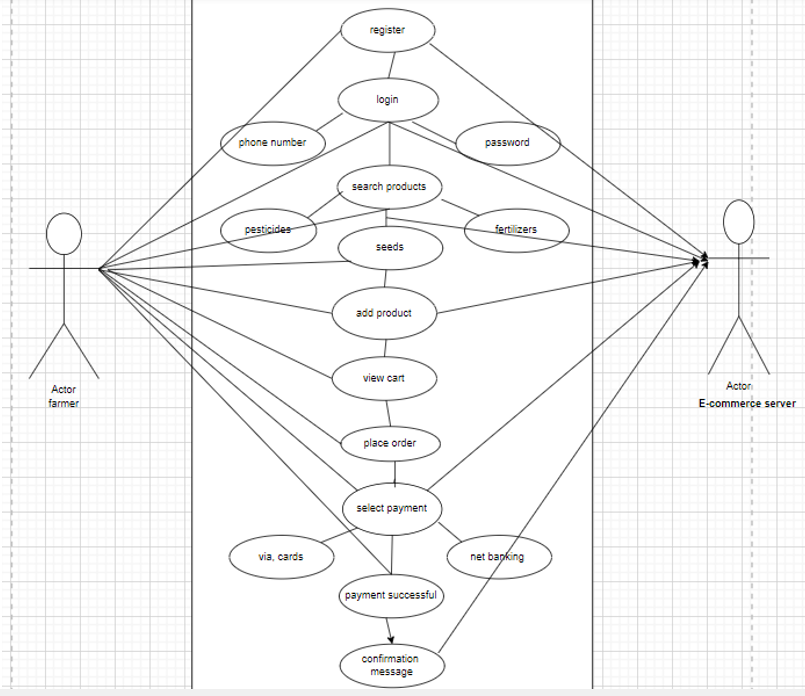 register
login
phone number
password
search products
pesticides
fertilizers
seeds
add product
view cart
Actor
farmer
Actor
E-commerce server
place order
select payment
via, cards
net banking
payment successful
confirmation
message